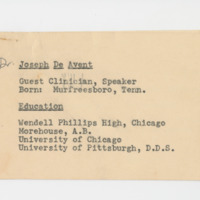 Joseph De Avent
Guest Clinician, Speaker
Born: Murfreesboro, Tenn.
Education
Wendell Phillips High, Chicago
Morehouse, A.B.
University of Chicago
University of Pittsburgh, D.D.S.